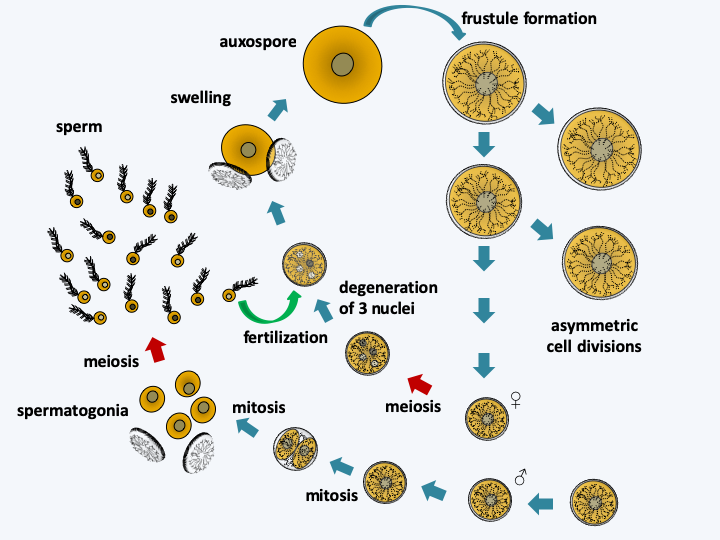 frustule formation
auxospore
swelling
sperm
degeneration
of 3 nuclei
asymmetric
cell divisions
fertilization
meiosis
♀
meiosis
spermatogonia
mitosis
♂
mitosis